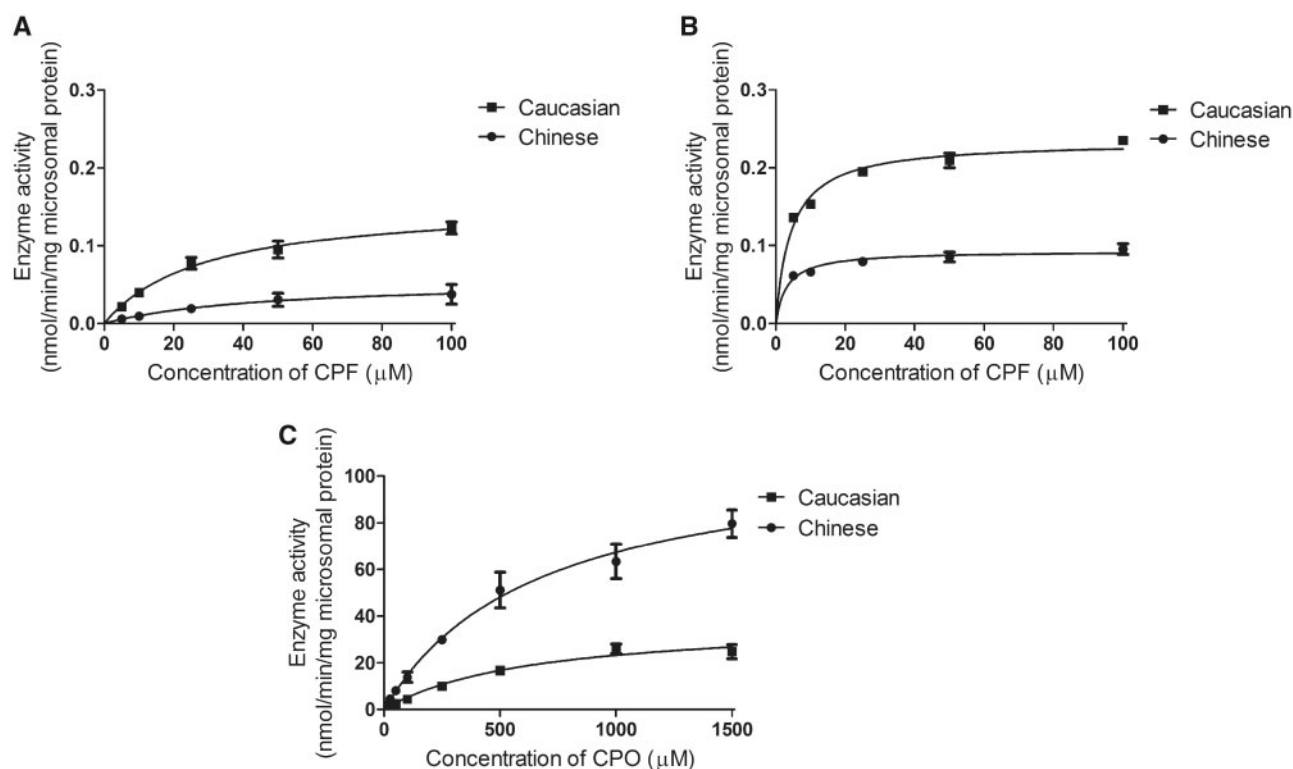 A
Enzyme activity
(nmol/min/mg microsomal protein)
0.3
0.2
0.1
0.0
0 20 40 60 80 100
Concentration of CPF (μM)
Caucasian
Chinese
B
Enzyme activity
(nmol/min/mg microsomal protein)
0.3
0.2
0.1
0.0
0 20 40 60 80 100
Concentration of CPF (μM)
Caucasian
Chinese
C
Enzyme activity
(nmol/min/mg microsomal protein)
100
80
60
40
20
0
0 500 1000 1500
Concentration of CPO (μM)
Caucasian
Chinese